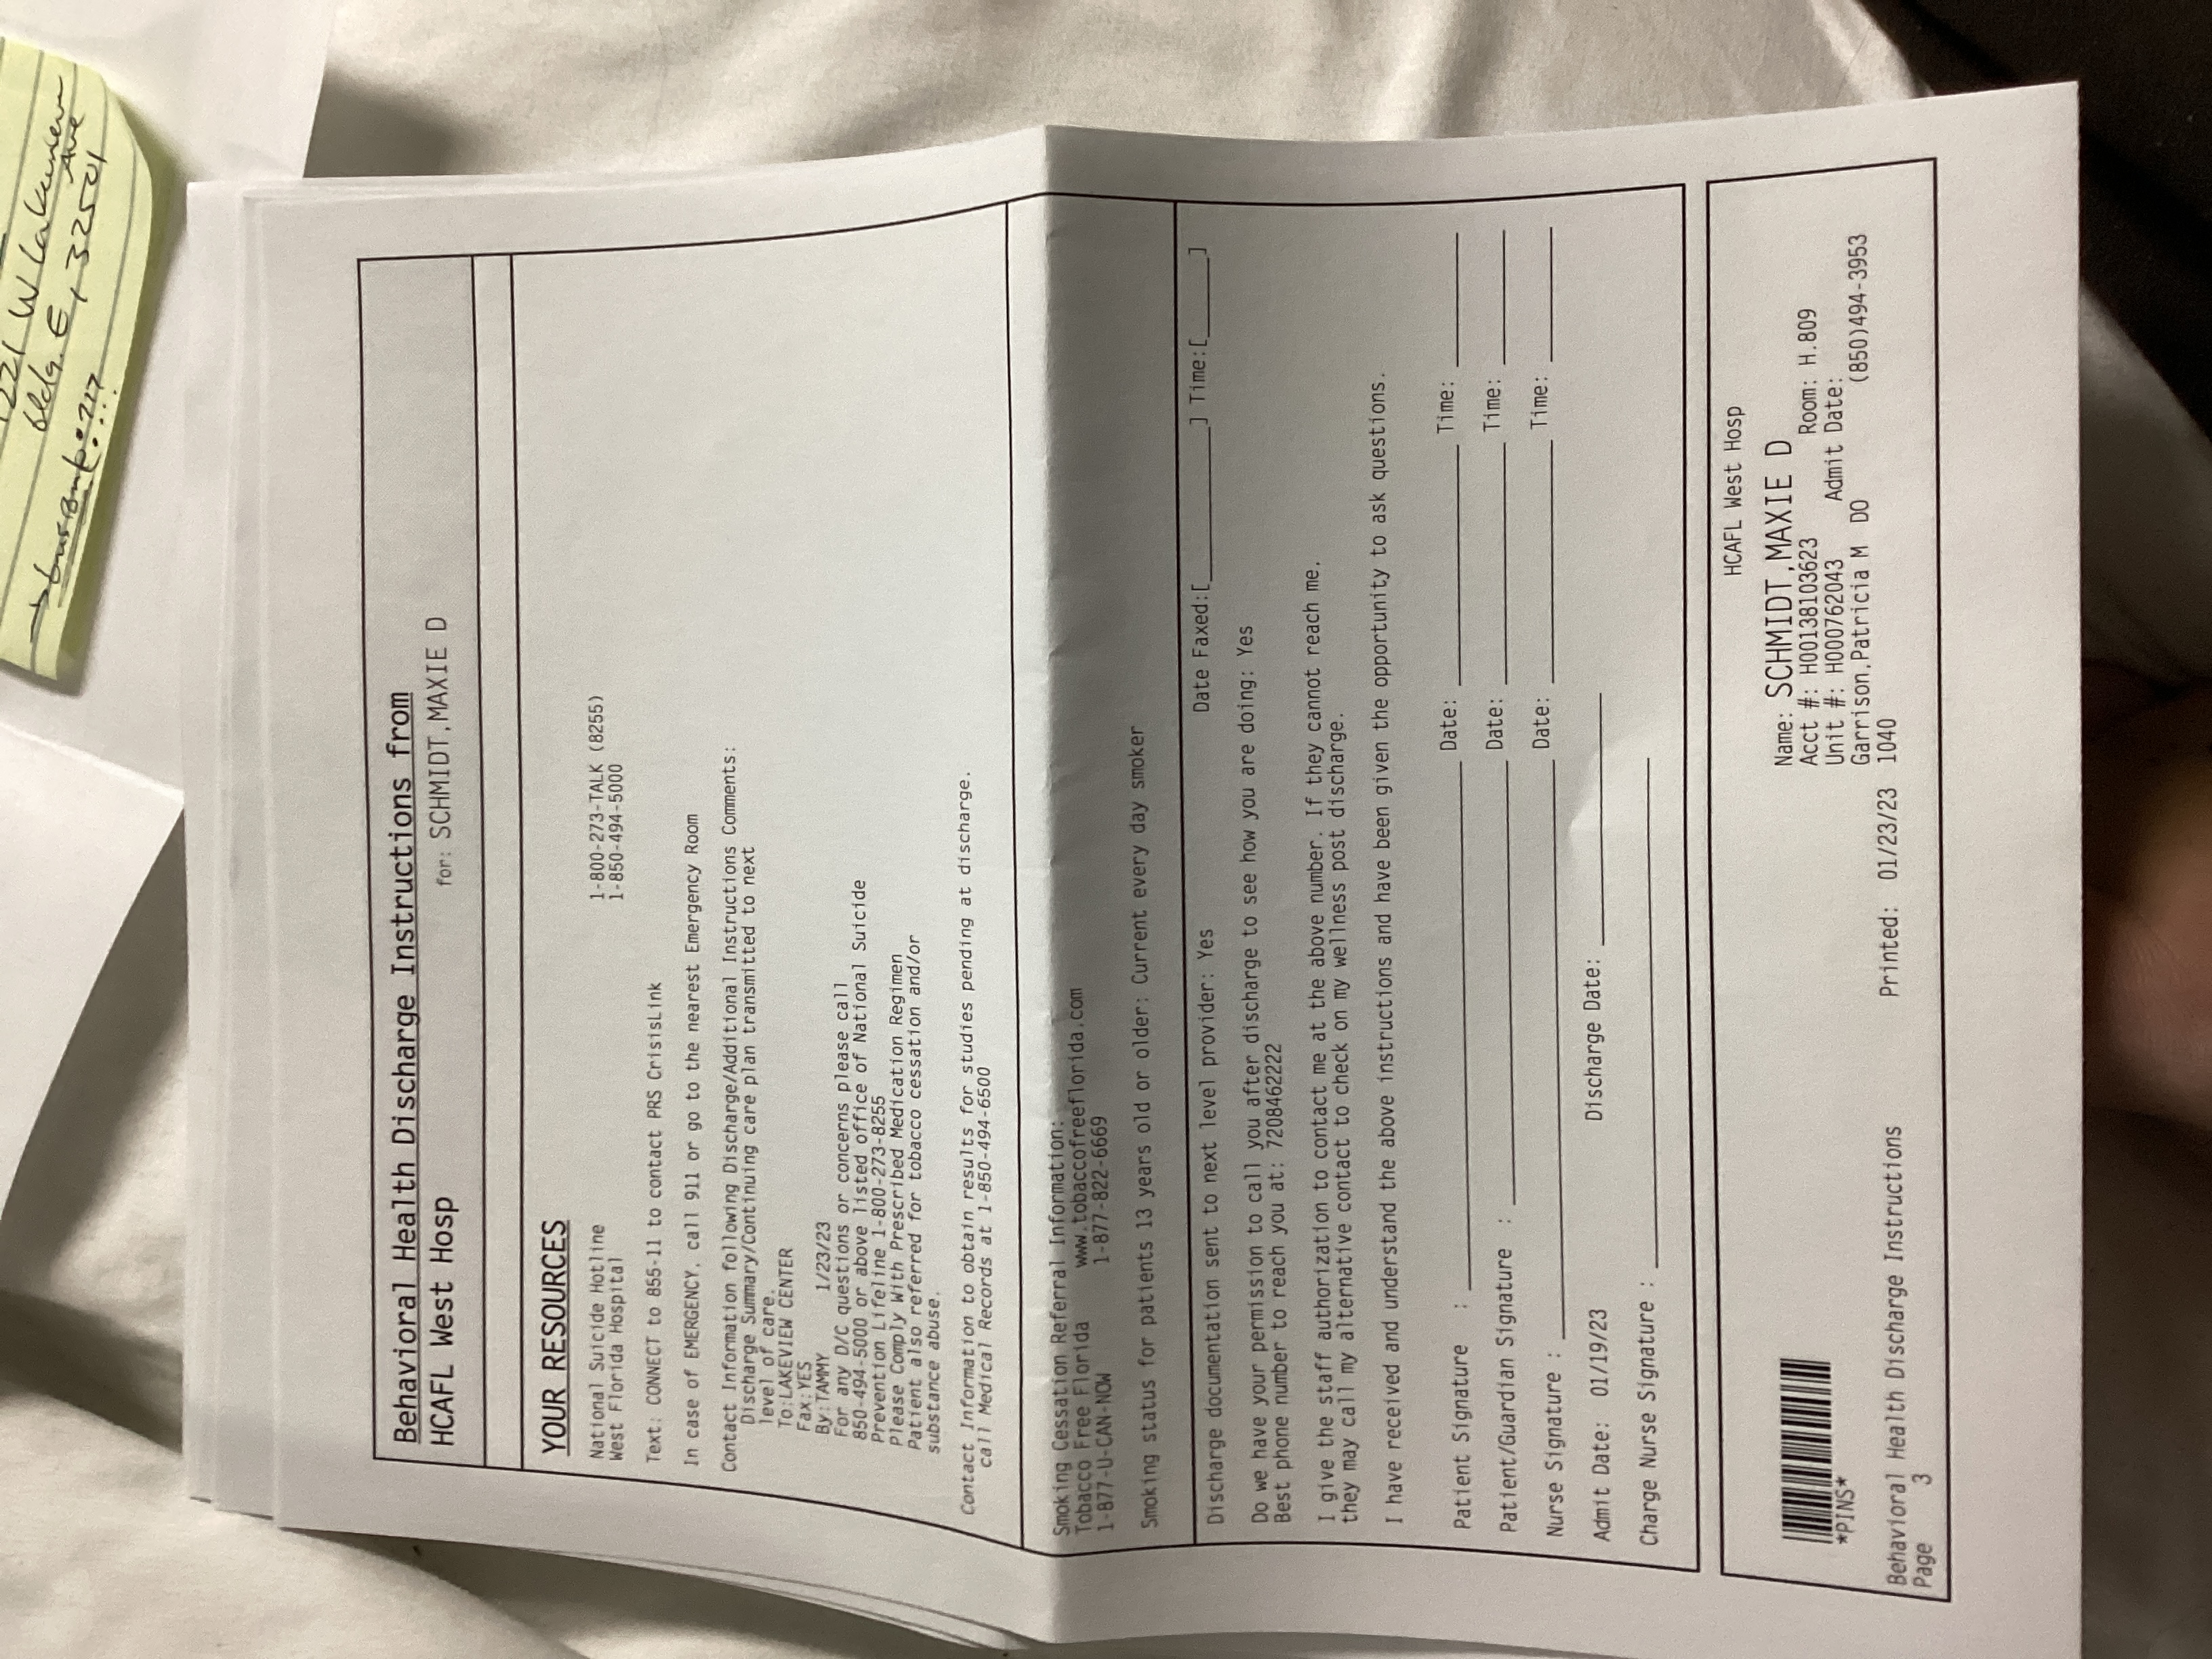 1221 W Lakeview
Ave
bldg. E, 32501
Behavioral Health Discharge Instructions from
HCAFL West Hosp for: SCHMIDT,MAXIE D
YOUR RESOURCES
National Suicide Hotline 1-800-273-TALK (8255)
West Florida Hospital 1-850-494-5000
Text: CONNECT to 855-11 to contact PRS CrisisLink
In case of EMERGENCY, call 911 or go to the nearest Emergency Room
Contact Information following Discharge/Additional Instructions Comments:
Discharge Summary/Continuing care plan transmitted to next
level of care.
To:LAKEVIEW CENTER
Fax:YES
By:TAMMY 1/23/23
For any D/C questions or concerns please call
850-494-5000 or above listed office of National Suicide
Prevention Lifeline 1-800-273-8255
Please Comply With Prescribed Medication Regimen
Patient also referred for tobacco cessation and/or
substance abuse.
Contact Information to obtain results for studies pending at discharge.
call Medical Records at 1-850-494-6500
Smoking Cessation Referral Information:
Tobacco Free Florida www.tobaccofreeflorida.com
1-877-U-CAN-NOW 1-877-822-6669
Smoking status for patients 13 years old or older: Current every day smoker
Discharge documentation sent to next level provider: Yes Date Faxed:[____________] Time:[______]
Do we have your permission to call you after discharge to see how you are doing: Yes
Best phone number to reach you at: 7208462222
I give the staff authorization to contact me at the above number. If they cannot reach me,
they may call my alternative contact to check on my wellness post discharge.
I have received and understand the above instructions and have been given the opportunity to ask questions.
Patient Signature : ____________ Date: ____________ Time: ______
Patient/Guardian Signature : ____________ Date: ____________ Time: ______
Nurse Signature : ____________ Date: ____________ Time: ______
Admit Date: 01/19/23 Discharge Date: ____________
Charge Nurse Signature : ____________
HCAFL West Hosp
Name: SCHMIDT,MAXIE D
Acct #: H00138103623 Room: H.809
Unit #: H000762043 Admit Date:
Garrison,Patricia M DO (850)494-3953
*PINS*
Behavioral Health Discharge Instructions Printed: 01/23/23 1040
Page 3